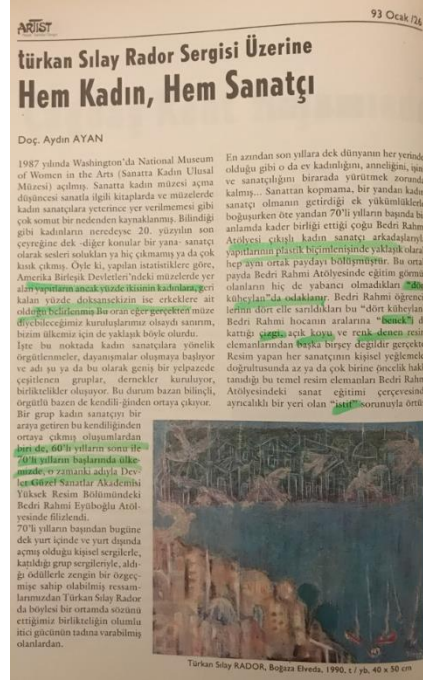 ARTIST
93 Ocak /26
türkan Sılay Rador Sergisi Üzerine
Hem Kadın, Hem Sanatçı
Doç. Aydın AYAN
1987 yılında Washington'da National Museum
of Women in the Arts (Sanatta Kadın Ulusal
Müzesi) açılmış. Sanatta kadın müzesi açma
düşüncesi sanatla ilgili kitaplarda ve müzelerde
kadın sanatçılara yeterince yer verilmemesi gibi
çok somut bir nedenden kaynaklanmış. Bilindiği
gibi kadınların neredeyse 20. yüzyılın son
çeyreğine dek -diğer konular bir yana- sanatçı
olarak sesleri solukları ya hiç çıkmamış ya da çok
kısık çıkmış. Öyle ki, yapılan istatistiklere göre,
Amerika Birleşik Devletleri'ndeki müzelerde yer
alan yapıtların ancak yüzde ikisinin kadınlara, geri
kalan yüzde doksansekizin ise erkeklere ait
olduğu belirlenmiş. Bu oran eğer gerçekten müze
diyebileceğimiz kuruluşlarımız olsaydı sanırım,
bizim ülkemiz için de yaklaşık böyle olurdu.
İşte bu noktada kadın sanatçılara yönelik
örgütlenmeler, dayanışmalar oluşmaya başlıyor
ve adı şu ya da bu olarak geniş bir yelpazede
çeşitlenen gruplar, dernekler kuruluyor,
birliktelikler oluşuyor. Bu durum bazan bilinçli,
örgütlü bazen de kendili-ğinden ortaya çıkıyor.
Bir grup kadın sanatçıyı bir
araya getiren bu kendiliğinden
ortaya çıkmış oluşumlardan
biri de, 60'lı yılların sonu ile
70'li yılların başlarında ülke-
mizde, o zamanki adıyla Dev-
let Güzel Sanatlar Akademisi
Yüksek Resim Bölümündeki
Bedri Rahmi Eyüboğlu Atöl-
yesinde filizlendi.
70'li yılların başından bugüne
dek yurt içinde ve yurt dışında
açmış olduğu kişisel sergilerle,
katıldığı grup sergileriyle, aldı-
ğı ödüllerle zengin bir özgeç-
mişe sahip olabilmiş ressam-
larımızdan Türkan Sılay Rador
da böylesi bir ortamda sözünü
ettiğimiz birlikteliğin olumlu
itici gücünün tadına varabilmiş
olanlardan.
En azından son yıllara dek dünyanın her yerinde
olduğu gibi o da ev kadınlığını, anneliğini, işini
ve sanatçılığını birarada yürütmek zorunda
kalmış... Sanattan kopmama, bir yandan kadın
sanatçı olmanın getirdiği ek yükümlülüklerle
boğuşurken öte yandan 70'li yılların başında bir
anlamda kader birliği ettiği çoğu Bedri Rahmi
Atölyesi çıkışlı kadın sanatçı arkadaşlarıyla
yapıtlarının plastik biçimlenişinde yaklaşık olarak
hep aynı ortak paydayı bölüşmüştür. Bu ortak
payda Bedri Rahmi Atölyesinde eğitim görmüş
olanların hiç de yabancı olmadıkları "dört
küheylan"da odaklanır. Bedri Rahmi öğrenci-
lerinin dört elle sarıldıkları bu "dört küheylan"
Bedri Rahmi hocanın aralarına "benek"i de
kattığı çizgi, açık koyu ve renk denen resim
elemanlarından başka birşey değildir gerçekte.
Resim yapan her sanatçının kişisel yeğlemeleri
doğrultusunda az ya da çok birine öncelik hakkı
tanıdığı bu temel resim elemanları Bedri Rahmi
Atölyesindeki sanat eğitimi çerçevesinde
ayrıcalıklı bir yeri olan "istif" sorunuyla
Türkan Sılay RADOR, Boğaza Elveda, 1990, t / yb. 40 x 50 cm